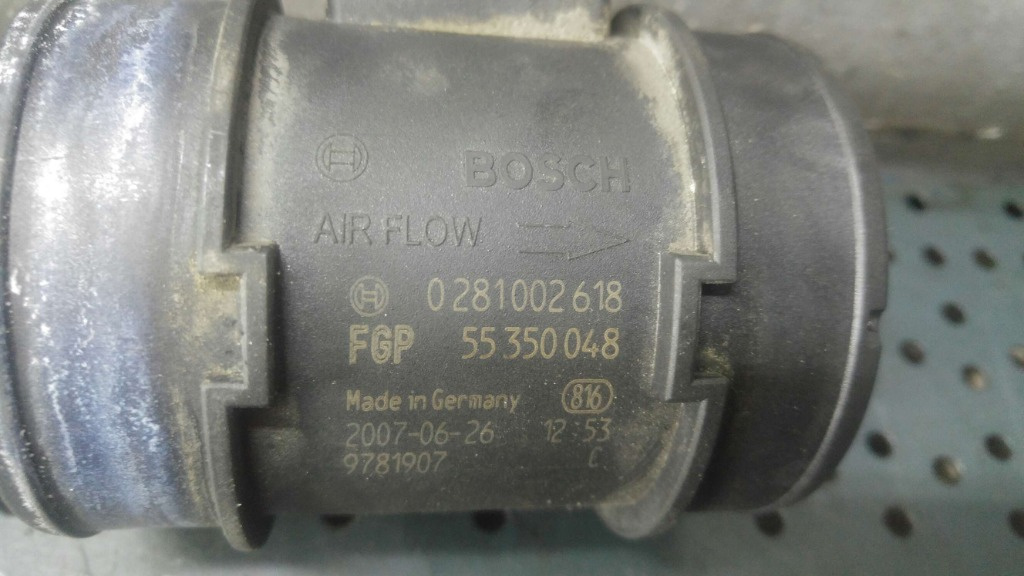 BOSCH
AIR FLOW
0 281 002 618
FGP 55 350 048
Made in Germany 816
2007-06-26 12:53
9781907 C